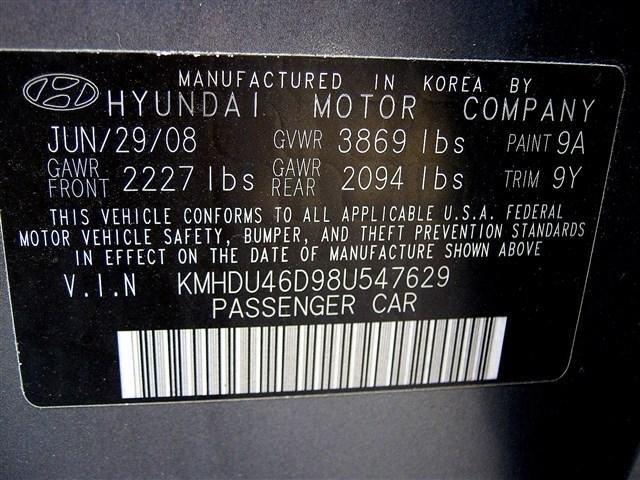 MANUFACTURED IN KOREA BY
HYUNDAI MOTOR COMPANY
JUN/29/08 GVWR 3869 lbs PAINT 9A
GAWR FRONT 2227 lbs GAWR REAR 2094 lbs TRIM 9Y
THIS VEHICLE CONFORMS TO ALL APPLICABLE U.S.A. FEDERAL
MOTOR VEHICLE SAFETY, BUMPER, AND THEFT PREVENTION STANDARDS
IN EFFECT ON THE DATE OF MANUFACTURE SHOWN ABOVE
V.I.N KMHDU46D98U547629
PASSENGER CAR